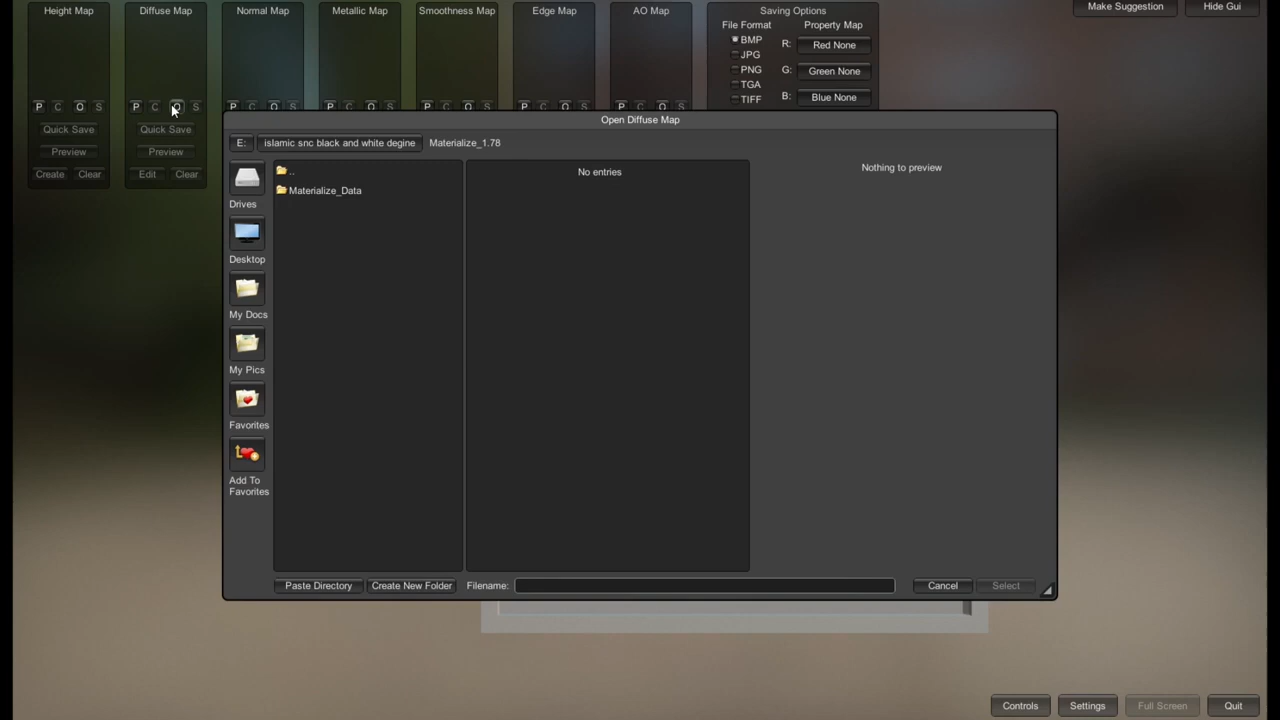 Height Map Diffuse Map Normal Map Metallic Map Smoothness Map Edge Map AO Map Saving Options Make Suggestion Hide Gui
File Format Property Map
BMP R: Red None
JPG
PNG G: Green None
TGA
TIFF B: Blue None
P C O S P C O S P C O S P C O S P C O S P C O S P C O S
Quick Save Quick Save
Preview Preview
Create Clear Edit Clear
Open Diffuse Map
E: islamic snc black and white degine Materialize_1.78
.. No entries Nothing to preview
Materialize_Data
Drives
Desktop
My Docs
My Pics
Favorites
Add To
Favorites
Paste Directory Create New Folder Filename: Cancel Select
Controls Settings Full Screen Quit